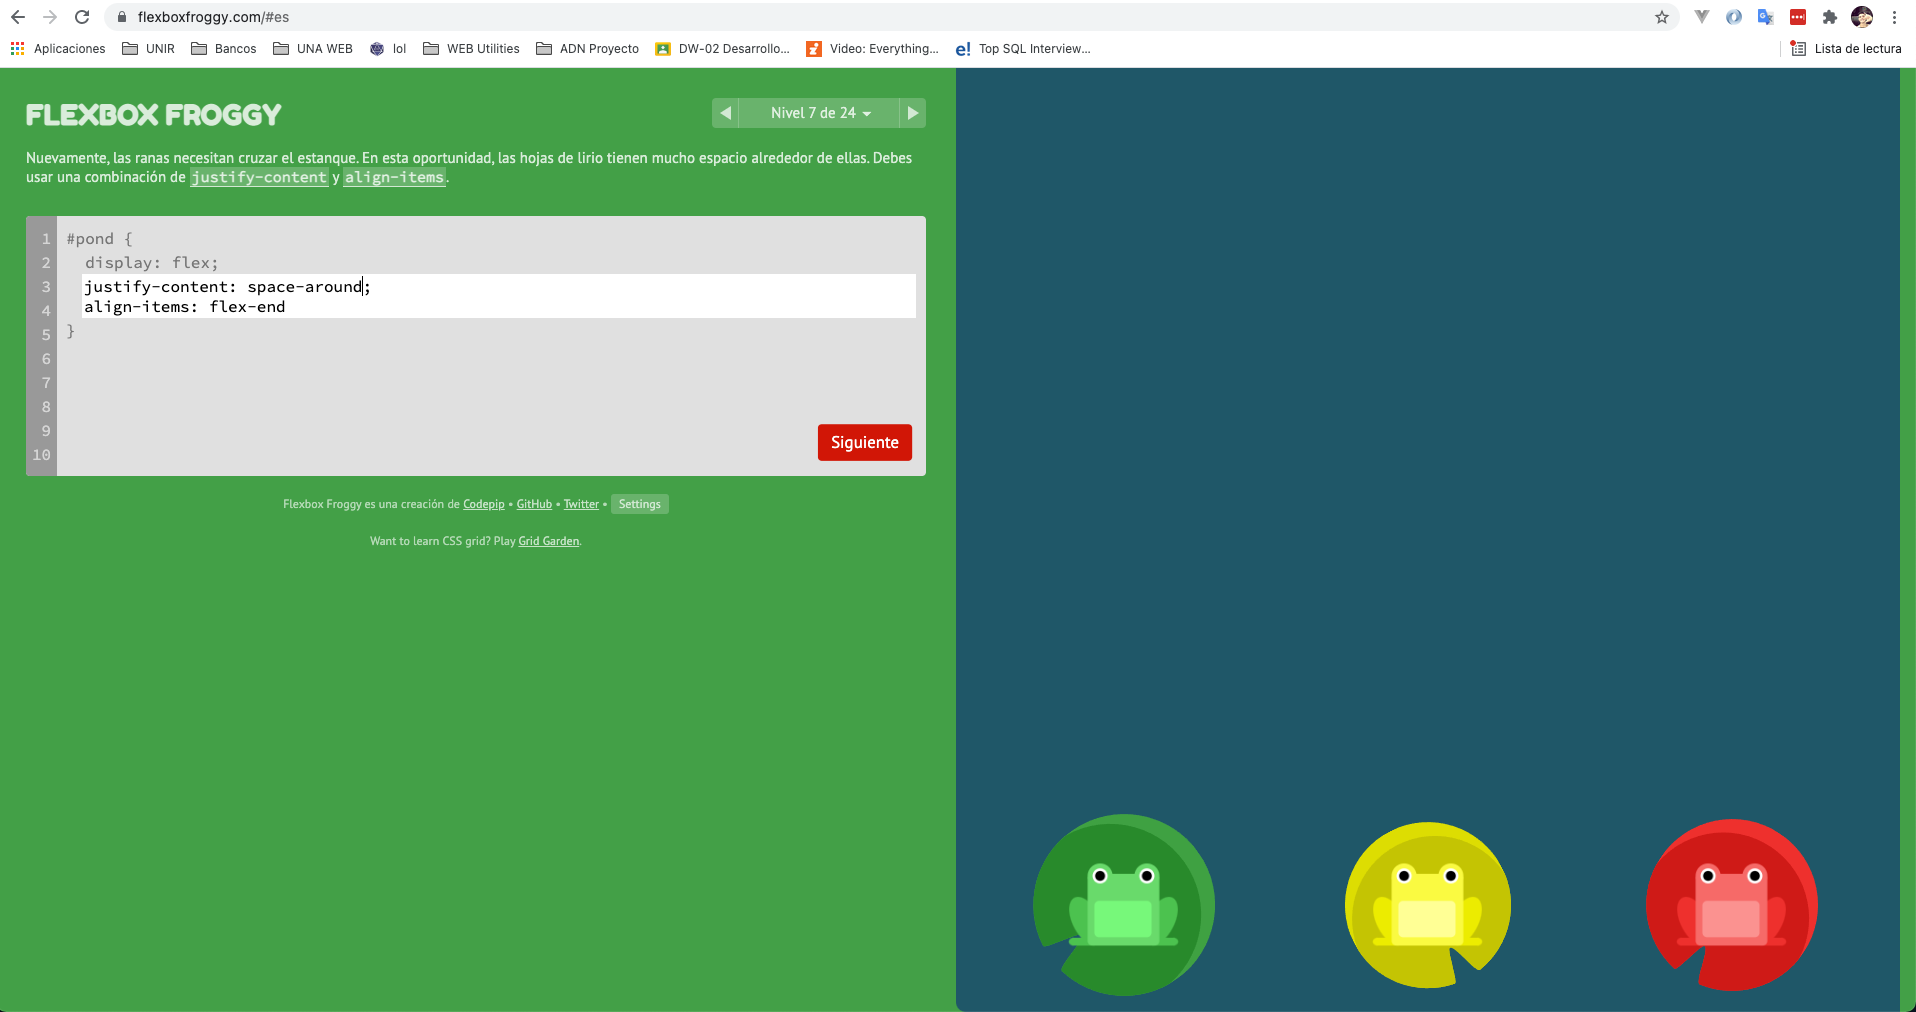 flexboxfroggy.com/#es
Aplicaciones UNIR Bancos UNA WEB lol WEB Utilities ADN Proyecto DW-02 Desarrollo... Video: Everything... e! Top SQL Interview... Lista de lectura
FLEXBOX FROGGY
Nivel 7 de 24
Nuevamente, las ranas necesitan cruzar el estanque. En esta oportunidad, las hojas de lirio tienen mucho espacio alrededor de ellas. Debes
usar una combinación de justify-content y align-items.
1 #pond {
2 display: flex;
3 justify-content: space-around;
4 align-items: flex-end
5 }
6
7
8
9
10
Siguiente
Flexbox Froggy es una creación de Codepip • GitHub • Twitter • Settings
Want to learn CSS grid? Play Grid Garden.